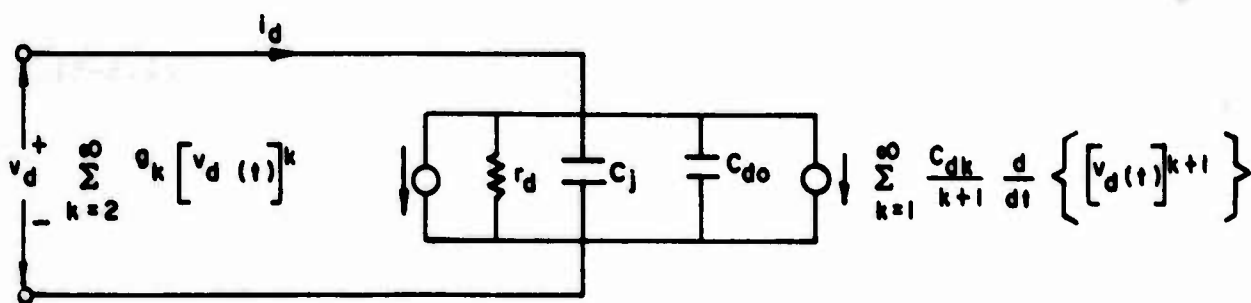 i_d
v_d + −
∞ Σ k=2 g_k [v_d (t)]^k
r_d
C_j
C_do
∞ Σ k=1 C_dk / k+1 d/dt { [v_d (t)]^k+1 }